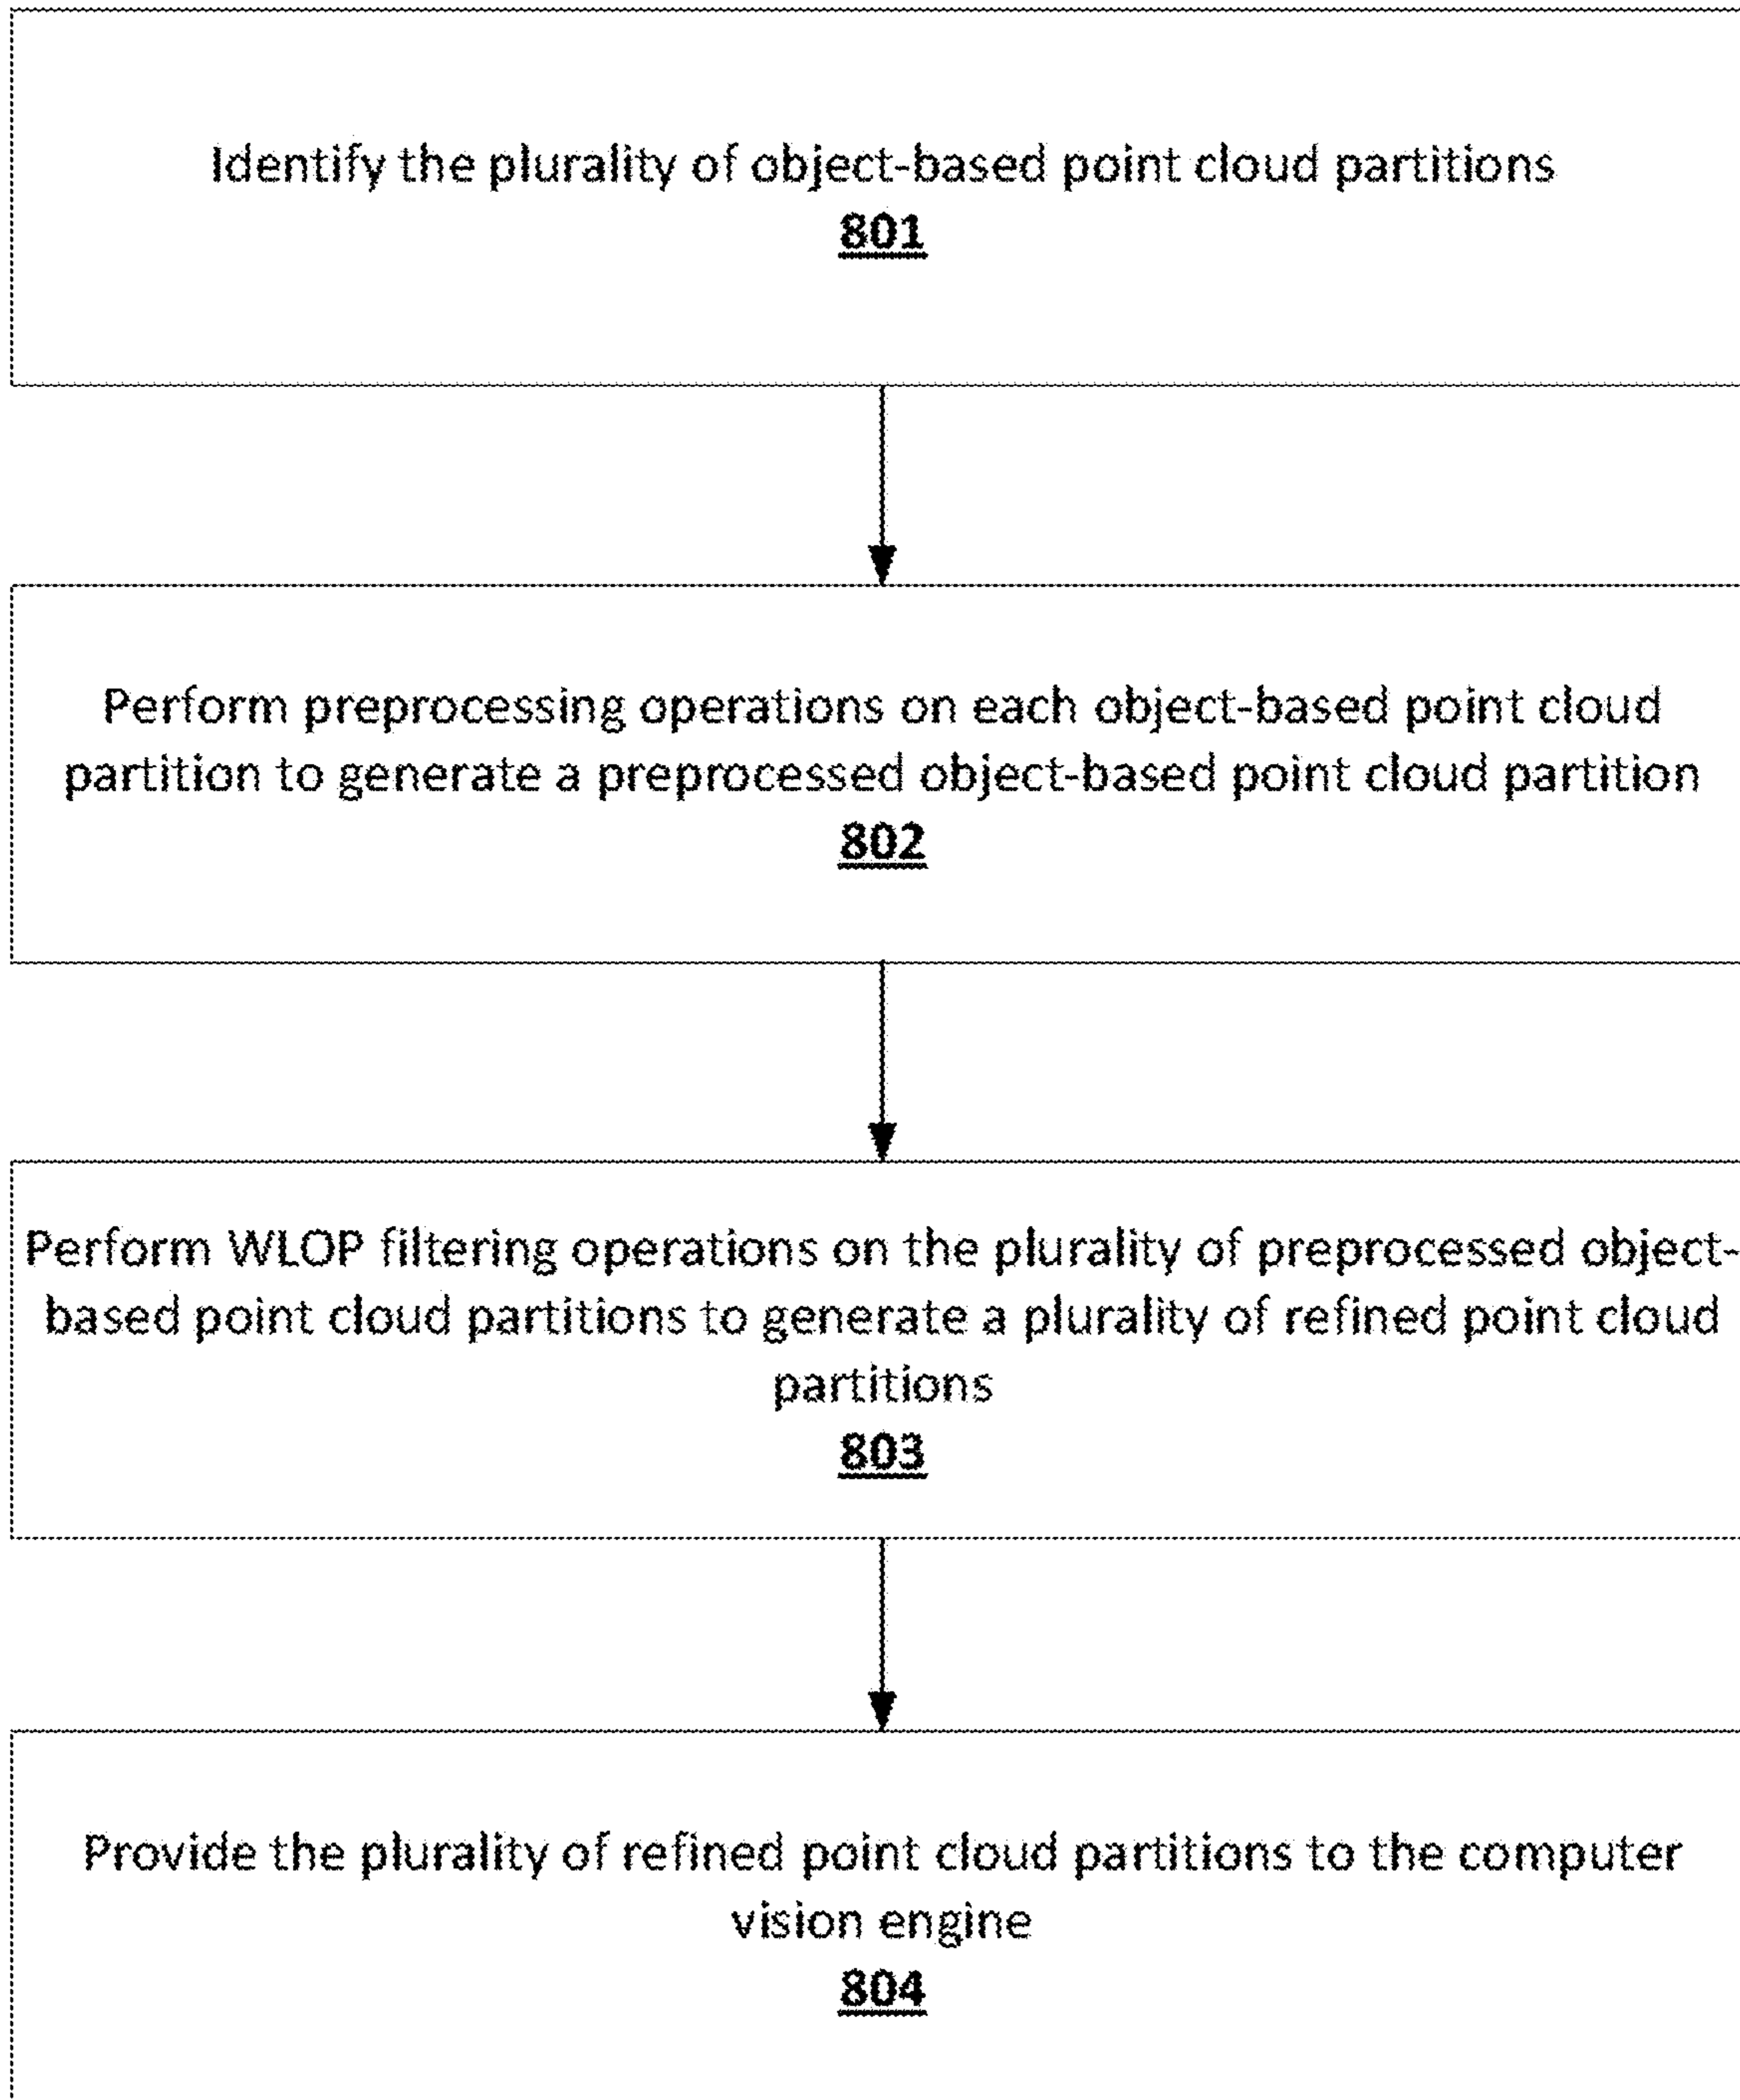 Identify the plurality of object-based point cloud partitions
801
Perform preprocessing operations on each object-based point cloud
partition to generate a preprocessed object-based point cloud partition
802
Perform WLOP filtering operations on the plurality of preprocessed object-
based point cloud partitions to generate a plurality of refined point cloud
partitions
803
Provide the plurality of refined point cloud partitions to the computer
vision engine
804